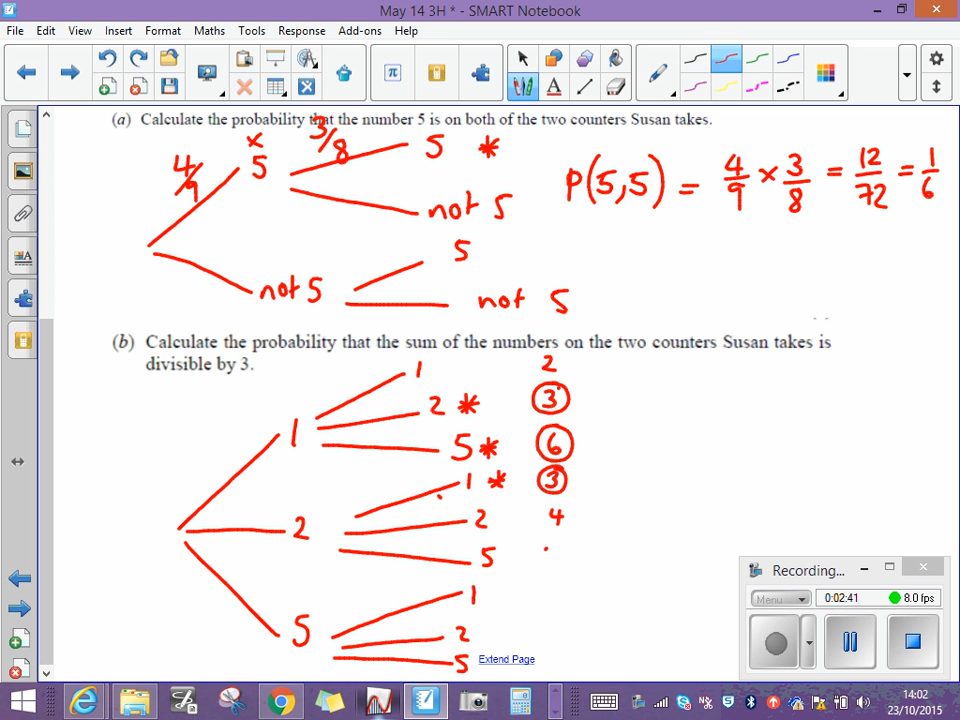 May 14 3H * - SMART Notebook
File Edit View Insert Format Maths Tools Response Add-ons Help
(a) Calculate the probability that the number 5 is on both of the two counters Susan takes.
4/9 x 5 3/8 5 *
not 5
P(5,5) = 4/9 × 3/8 = 12/72 = 1/6
5
not 5 not 5
(b) Calculate the probability that the sum of the numbers on the two counters Susan takes is
divisible by 3.
1 2
2 * 3
1 5 * 6
1 * 3
2 2 4
5
1
5 2
5
Extend Page
Recording...
Menu 0:02:41 8.0 fps
14:02
23/10/2015